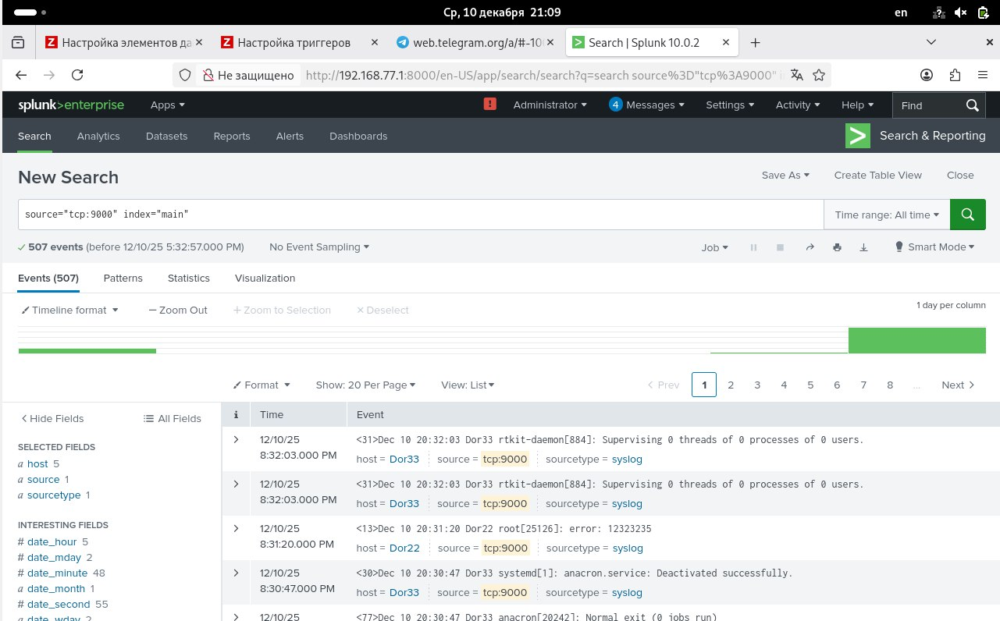 Ср, 10 декабря 21:09
en
Настройка элементов да
Настройка триггеров
web.telegram.org/a/#-100
Search | Splunk 10.0.2
Не защищено
http://192.168.77.1:8000/en-US/app/search/search?q=search source%3D"tcp%3A9000"
splunk>enterprise Apps
Administrator 4 Messages Settings Activity Help Find
Search Analytics Datasets Reports Alerts Dashboards
Search & Reporting
New Search
Save As Create Table View Close
source="tcp:9000" index="main"
Time range: All time
507 events (before 12/10/25 5:32:57.000 PM) No Event Sampling
Job Smart Mode
Events (507) Patterns Statistics Visualization
Timeline format — Zoom Out + Zoom to Selection × Deselect
1 day per column
Format Show: 20 Per Page View: List
< Prev 1 2 3 4 5 6 7 8 ... Next >
< Hide Fields All Fields
SELECTED FIELDS
a host 5
a source 1
a sourcetype 1
INTERESTING FIELDS
# date_hour 5
# date_mday 2
# date_minute 48
a date_month 1
# date_second 55
a date_wday 2
i Time Event
12/10/25
8:32:03.000 PM
<31>Dec 10 20:32:03 Dor33 rtkit-daemon[884]: Supervising 0 threads of 0 processes of 0 users.
host = Dor33 source = tcp:9000 sourcetype = syslog
12/10/25
8:32:03.000 PM
<31>Dec 10 20:32:03 Dor33 rtkit-daemon[884]: Supervising 0 threads of 0 processes of 0 users.
host = Dor33 source = tcp:9000 sourcetype = syslog
12/10/25
8:31:20.000 PM
<13>Dec 10 20:31:20 Dor22 root[25126]: error: 12323235
host = Dor22 source = tcp:9000 sourcetype = syslog
12/10/25
8:30:47.000 PM
<30>Dec 10 20:30:47 Dor33 systemd[1]: anacron.service: Deactivated successfully.
host = Dor33 source = tcp:9000 sourcetype = syslog
12/10/25
<77>Dec 10 20:30:47 Dor33 anacron[20242]: Normal exit (0 jobs run)